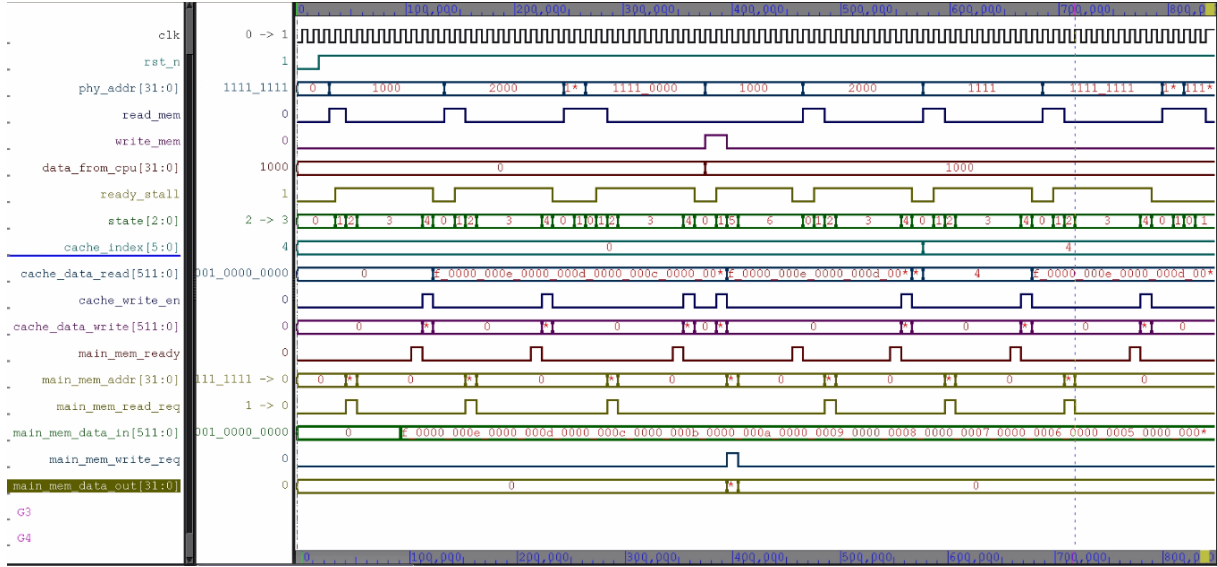 0 100,000 200,000 300,000 400,000 500,000 600,000 700,000 800,0
clk 0 -> 1
rst_n 1
phy_addr[31:0] 1111_1111 0 1000 2000 1* 1111_0000 1000 2000 1111 1111_1111 1* 111*
read_mem 0
write_mem 0
data_from_cpu[31:0] 1000 0 1000
ready_stall 1
state[2:0] 2 -> 3 0 1 2 3 4 0 1 2 3 4 0 1 0 1 2 3 4 0 1 5 6 0 1 2 3 4 0 1 2 3 4 0 1 2 3 4 0 1 0 1
cache_index[5:0] 4 0 4
cache_data_read[511:0] 001_0000_0000 0 f_0000_000e_0000_000d_0000_000c_0000_00* f_0000_000e_0000_000d_00* * 4 f_0000_000e_0000_000d_00*
cache_write_en 0
cache_data_write[511:0] 0 0 * 0 * 0 * 0 * 0 * 0 * 0 * 0
main_mem_ready 0
main_mem_addr[31:0] 111_1111 -> 0 0 * 0 * 0 * 0 * 0 * 0 * 0 * 0
main_mem_read_req 1 -> 0
main_mem_data_in[511:0] 001_0000_0000 0 f_0000_000e_0000_000d_0000_000c_0000_000b_0000_000a_0000_0009_0000_0008_0000_0007_0000_0006_0000_0005_0000_000*
main_mem_write_req 0
main_mem_data_out[31:0] 0 0 * 0
G3
G4
0 100,000 200,000 300,000 400,000 500,000 600,000 700,000 800,0